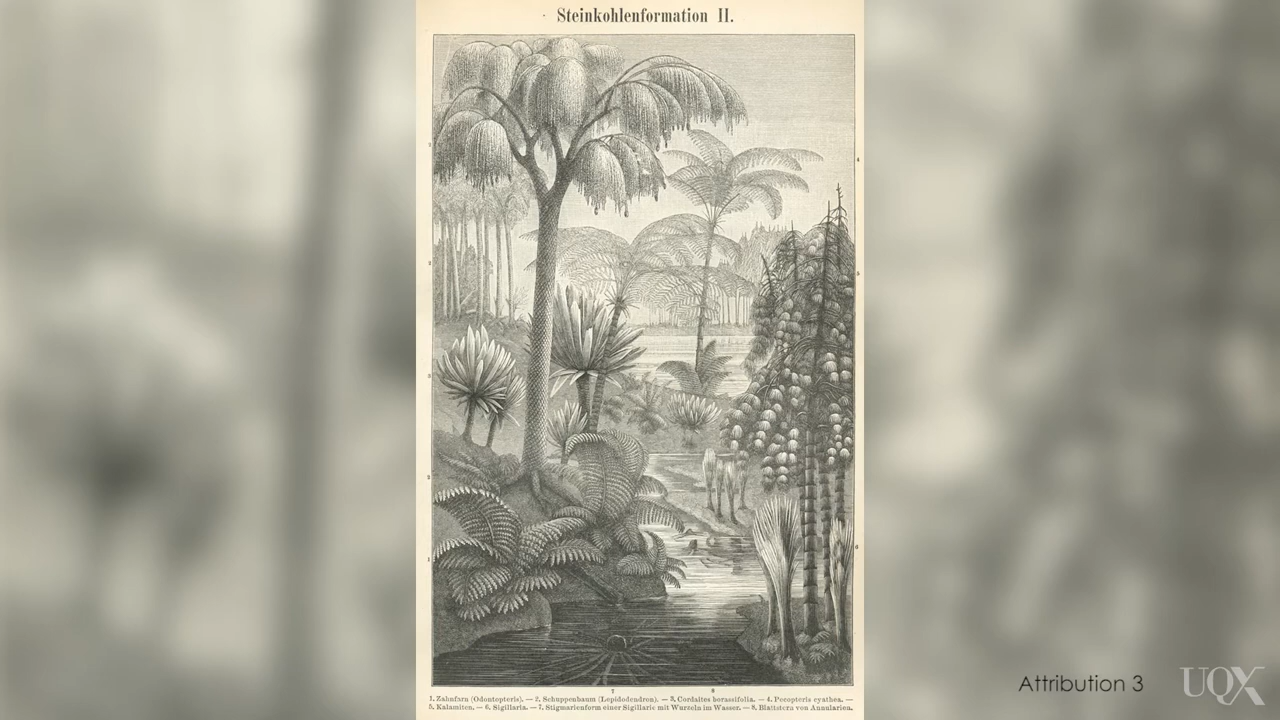 Steinkohlenformation II.
1. Zahnfarn (Odontopteris). — 2. Schuppenbaum (Lepidodendron). — 3. Cordaites borassifolia. — 4. Pecopteris cyathea. —
5. Kalamiten. — 6. Sigillaria. — 7. Stigmarienform einer Sigillarie mit Wurzeln im Wasser. — 8. Blattstern von Annularien.
Attribution 3
UQX